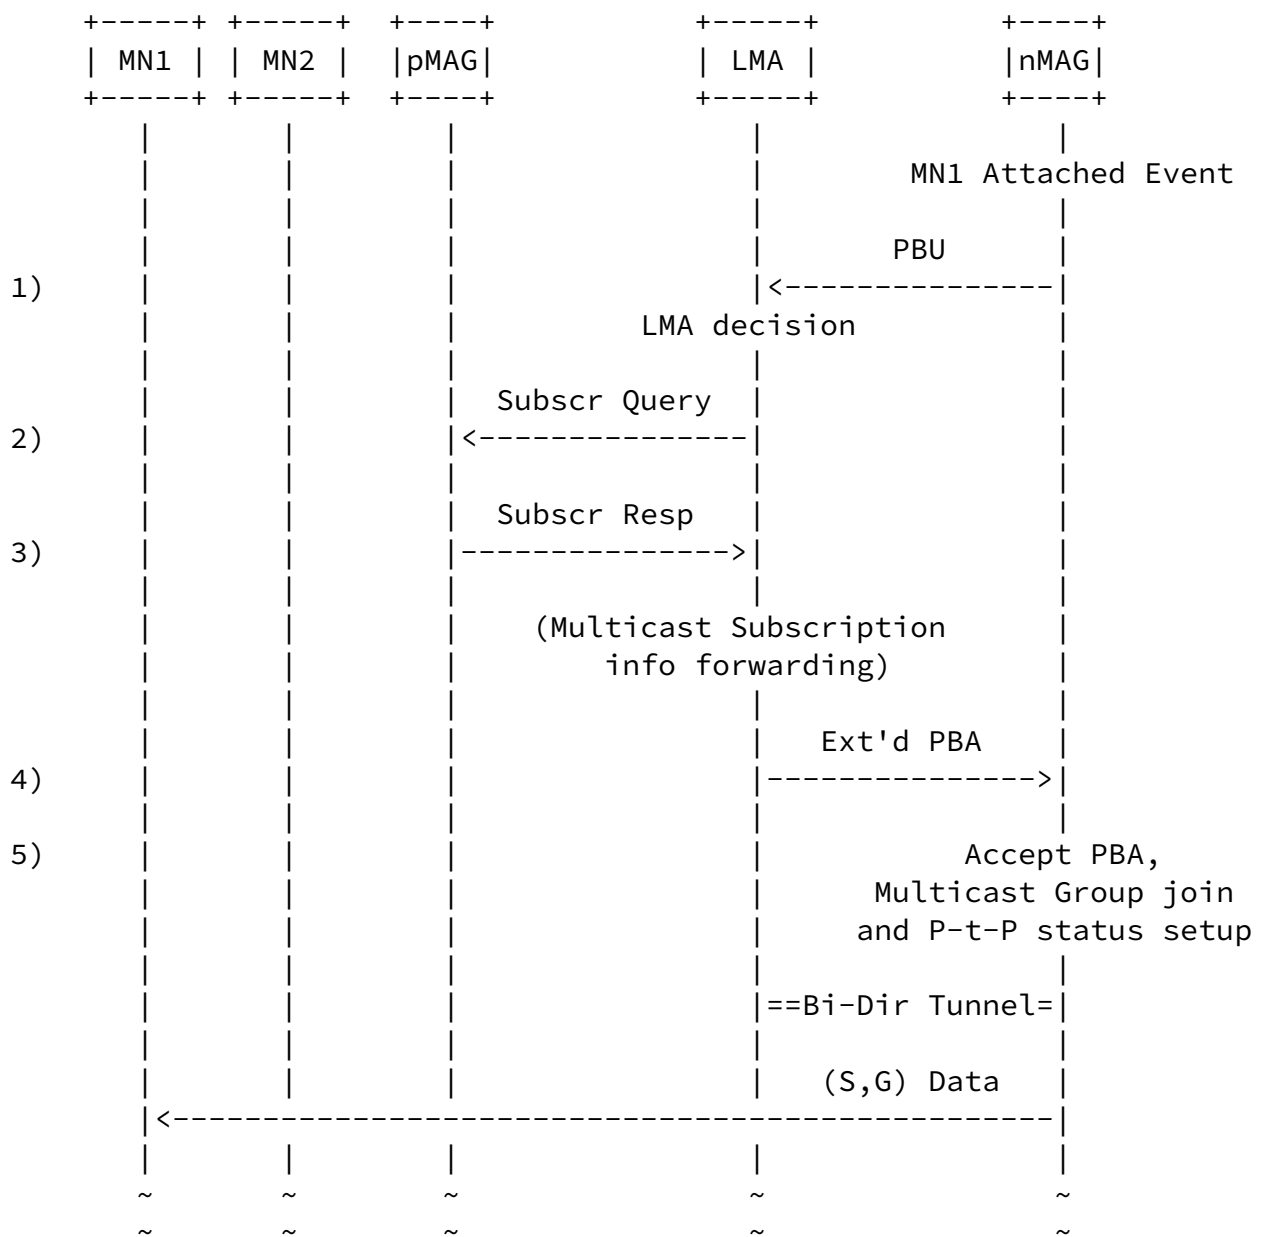 +-----+ +-----+  +----+           +-----+          +----+
| MN1 | | MN2 |  |pMAG|           | LMA |          |nMAG|
+-----+ +-----+  +----+           +-----+          +----+
MN1 Attached Event
PBU
1) |<---------------|
LMA decision
Subscr Query
2) |<---------------|
Subscr Resp
3) |--------------->|
(Multicast Subscription
info forwarding)
Ext'd PBA
4) |--------------->|
5) Accept PBA,
Multicast Group join
and P-t-P status setup
|==Bi-Dir Tunnel=|
(S,G) Data
|<-------------------------------------------------|
~ ~ ~ ~ ~
~ ~ ~ ~ ~